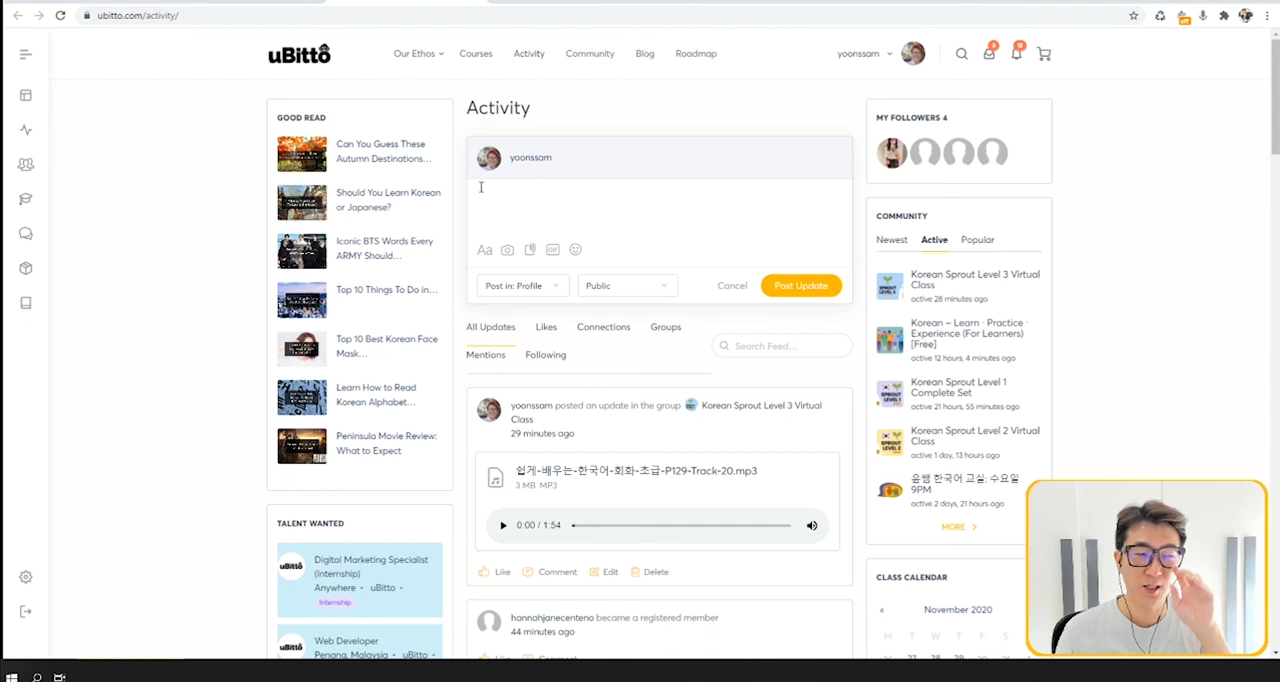 ubitto.com/activity/
uBitto
Our Ethos
Courses
Activity
Community
Blog
Roadmap
yoonssam
GOOD READ
Can You Guess These
Autumn Destinations...
Should You Learn Korean
or Japanese?
Iconic BTS Words Every
ARMY Should...
Top 10 Things To Do in...
Top 10 Best Korean Face
Mask...
Learn How to Read
Korean Alphabet...
Peninsula Movie Review:
What to Expect
TALENT WANTED
uBitto
Digital Marketing Specialist
(Internship)
Anywhere - uBitto -
Internship
uBitto
Web Developer
Penang, Malaysia - uBitto -
Activity
yoonssam
Aa
GIF
Post in: Profile
Public
Cancel
Post Update
All Updates
Likes
Connections
Groups
Mentions
Following
Search Feed...
yoonssam posted an update in the group Korean Sprout Level 3 Virtual
Class
29 minutes ago
쉽게-배우는-한국어-회화-초급-P129-Track-20.mp3
3 MB MP3
0:00 / 1:54
Like
Comment
Edit
Delete
hannahjanecenteno became a registered member
44 minutes ago
Like
Comment
MY FOLLOWERS 4
COMMUNITY
Newest
Active
Popular
Korean Sprout Level 3 Virtual
Class
active 28 minutes ago
Korean – Learn · Practice ·
Experience (For Learners)
[Free]
active 12 hours, 4 minutes ago
Korean Sprout Level 1
Complete Set
active 21 hours, 55 minutes ago
Korean Sprout Level 2 Virtual
Class
active 1 day, 13 hours ago
윤쌤 한국어 교실: 수요일
9PM
active 2 days, 21 hours ago
MORE
CLASS CALENDAR
«
November 2020
M T W T F S